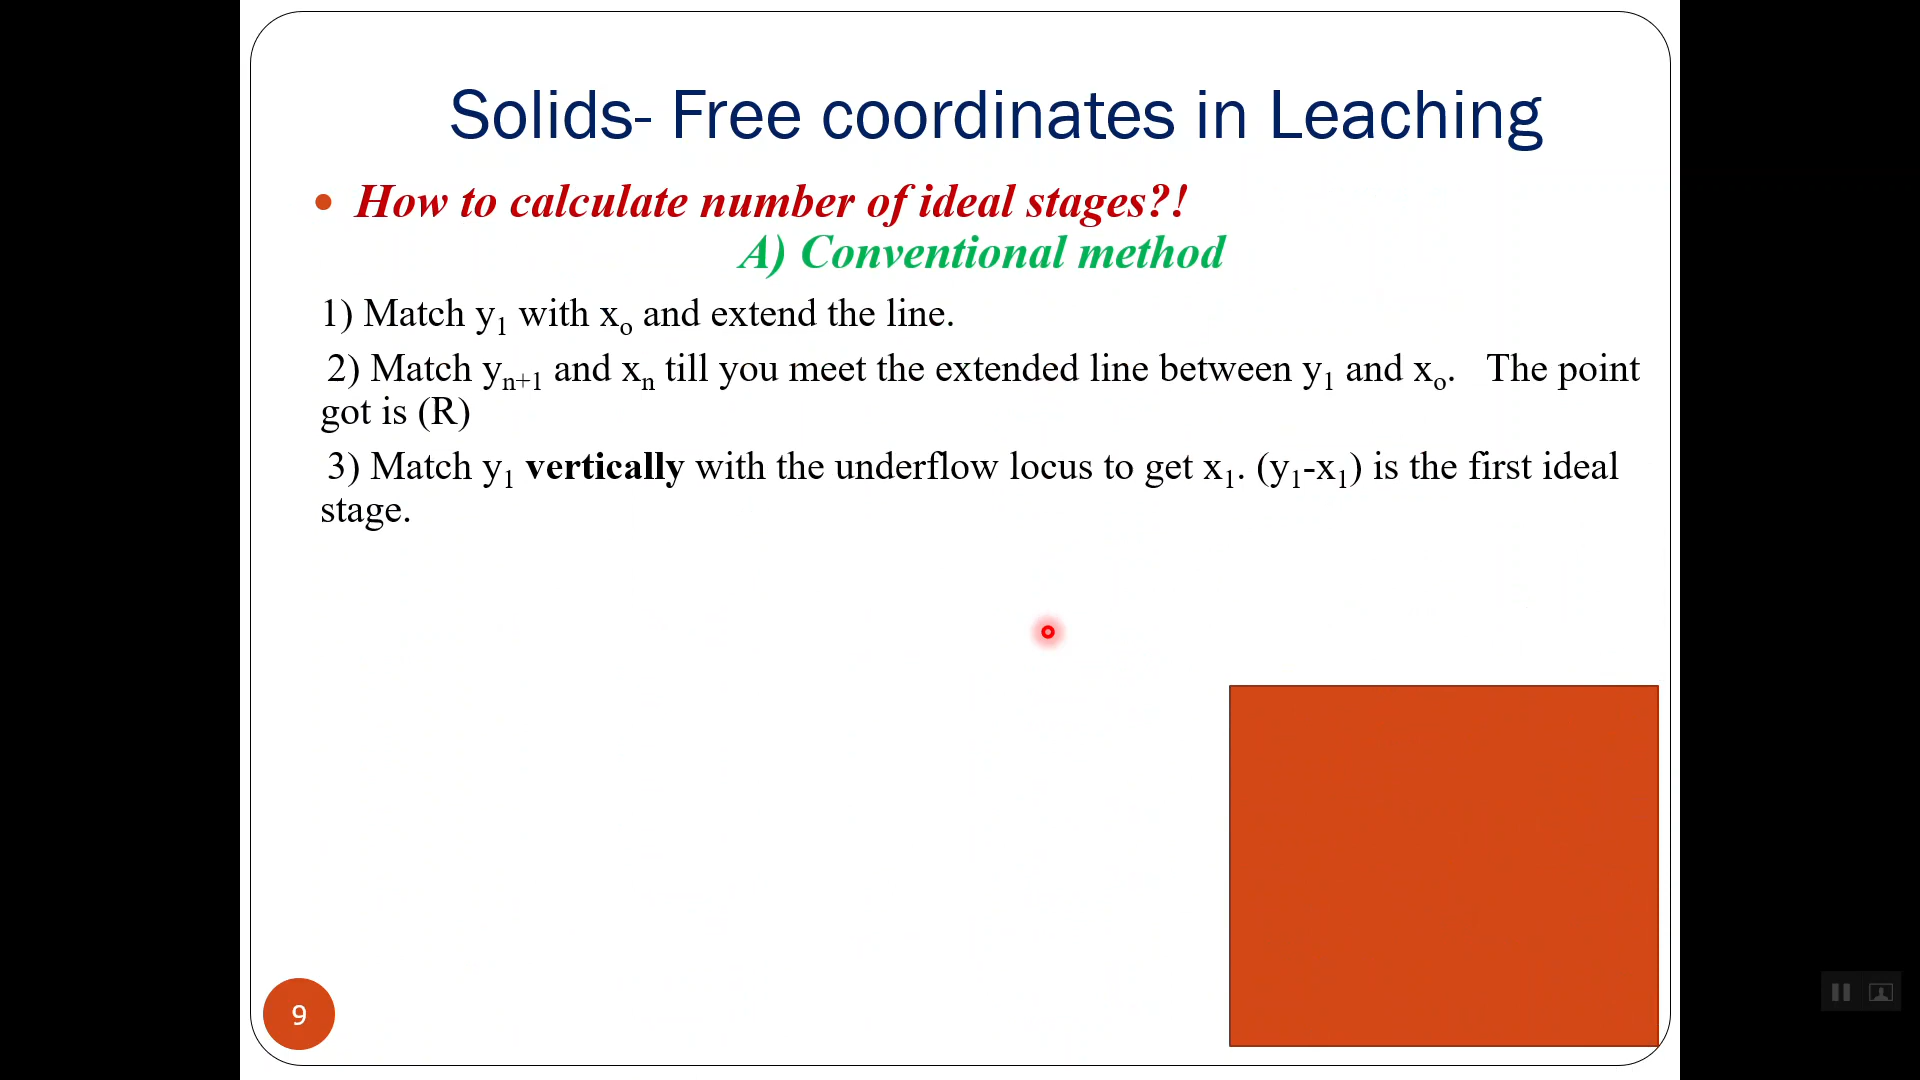 Solids- Free coordinates in Leaching
• How to calculate number of ideal stages?!
A) Conventional method
1) Match y₁ with xₒ and extend the line.
2) Match yₙ₊₁ and xₙ till you meet the extended line between y₁ and xₒ. The point
got is (R)
3) Match y₁ vertically with the underflow locus to get x₁. (y₁-x₁) is the first ideal
stage.
9